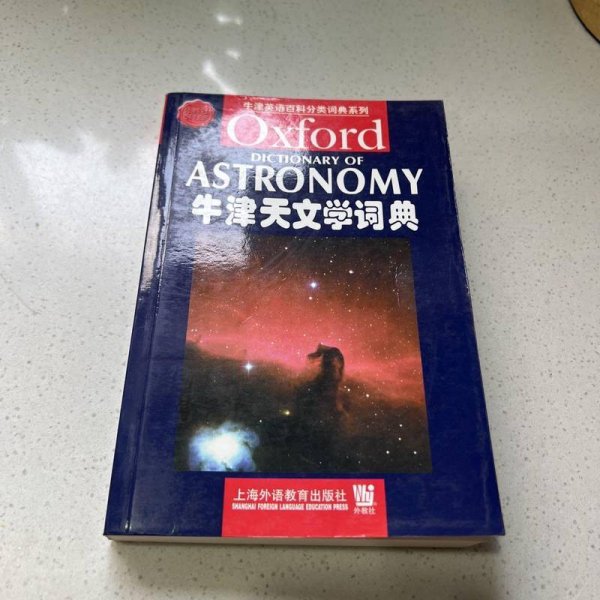 牛津英语百科分类词典系列
Oxford
DICTIONARY OF
ASTRONOMY
牛津天文学词典
上海外语教育出版社
SHANGHAI FOREIGN LANGUAGE EDUCATION PRESS
外教社